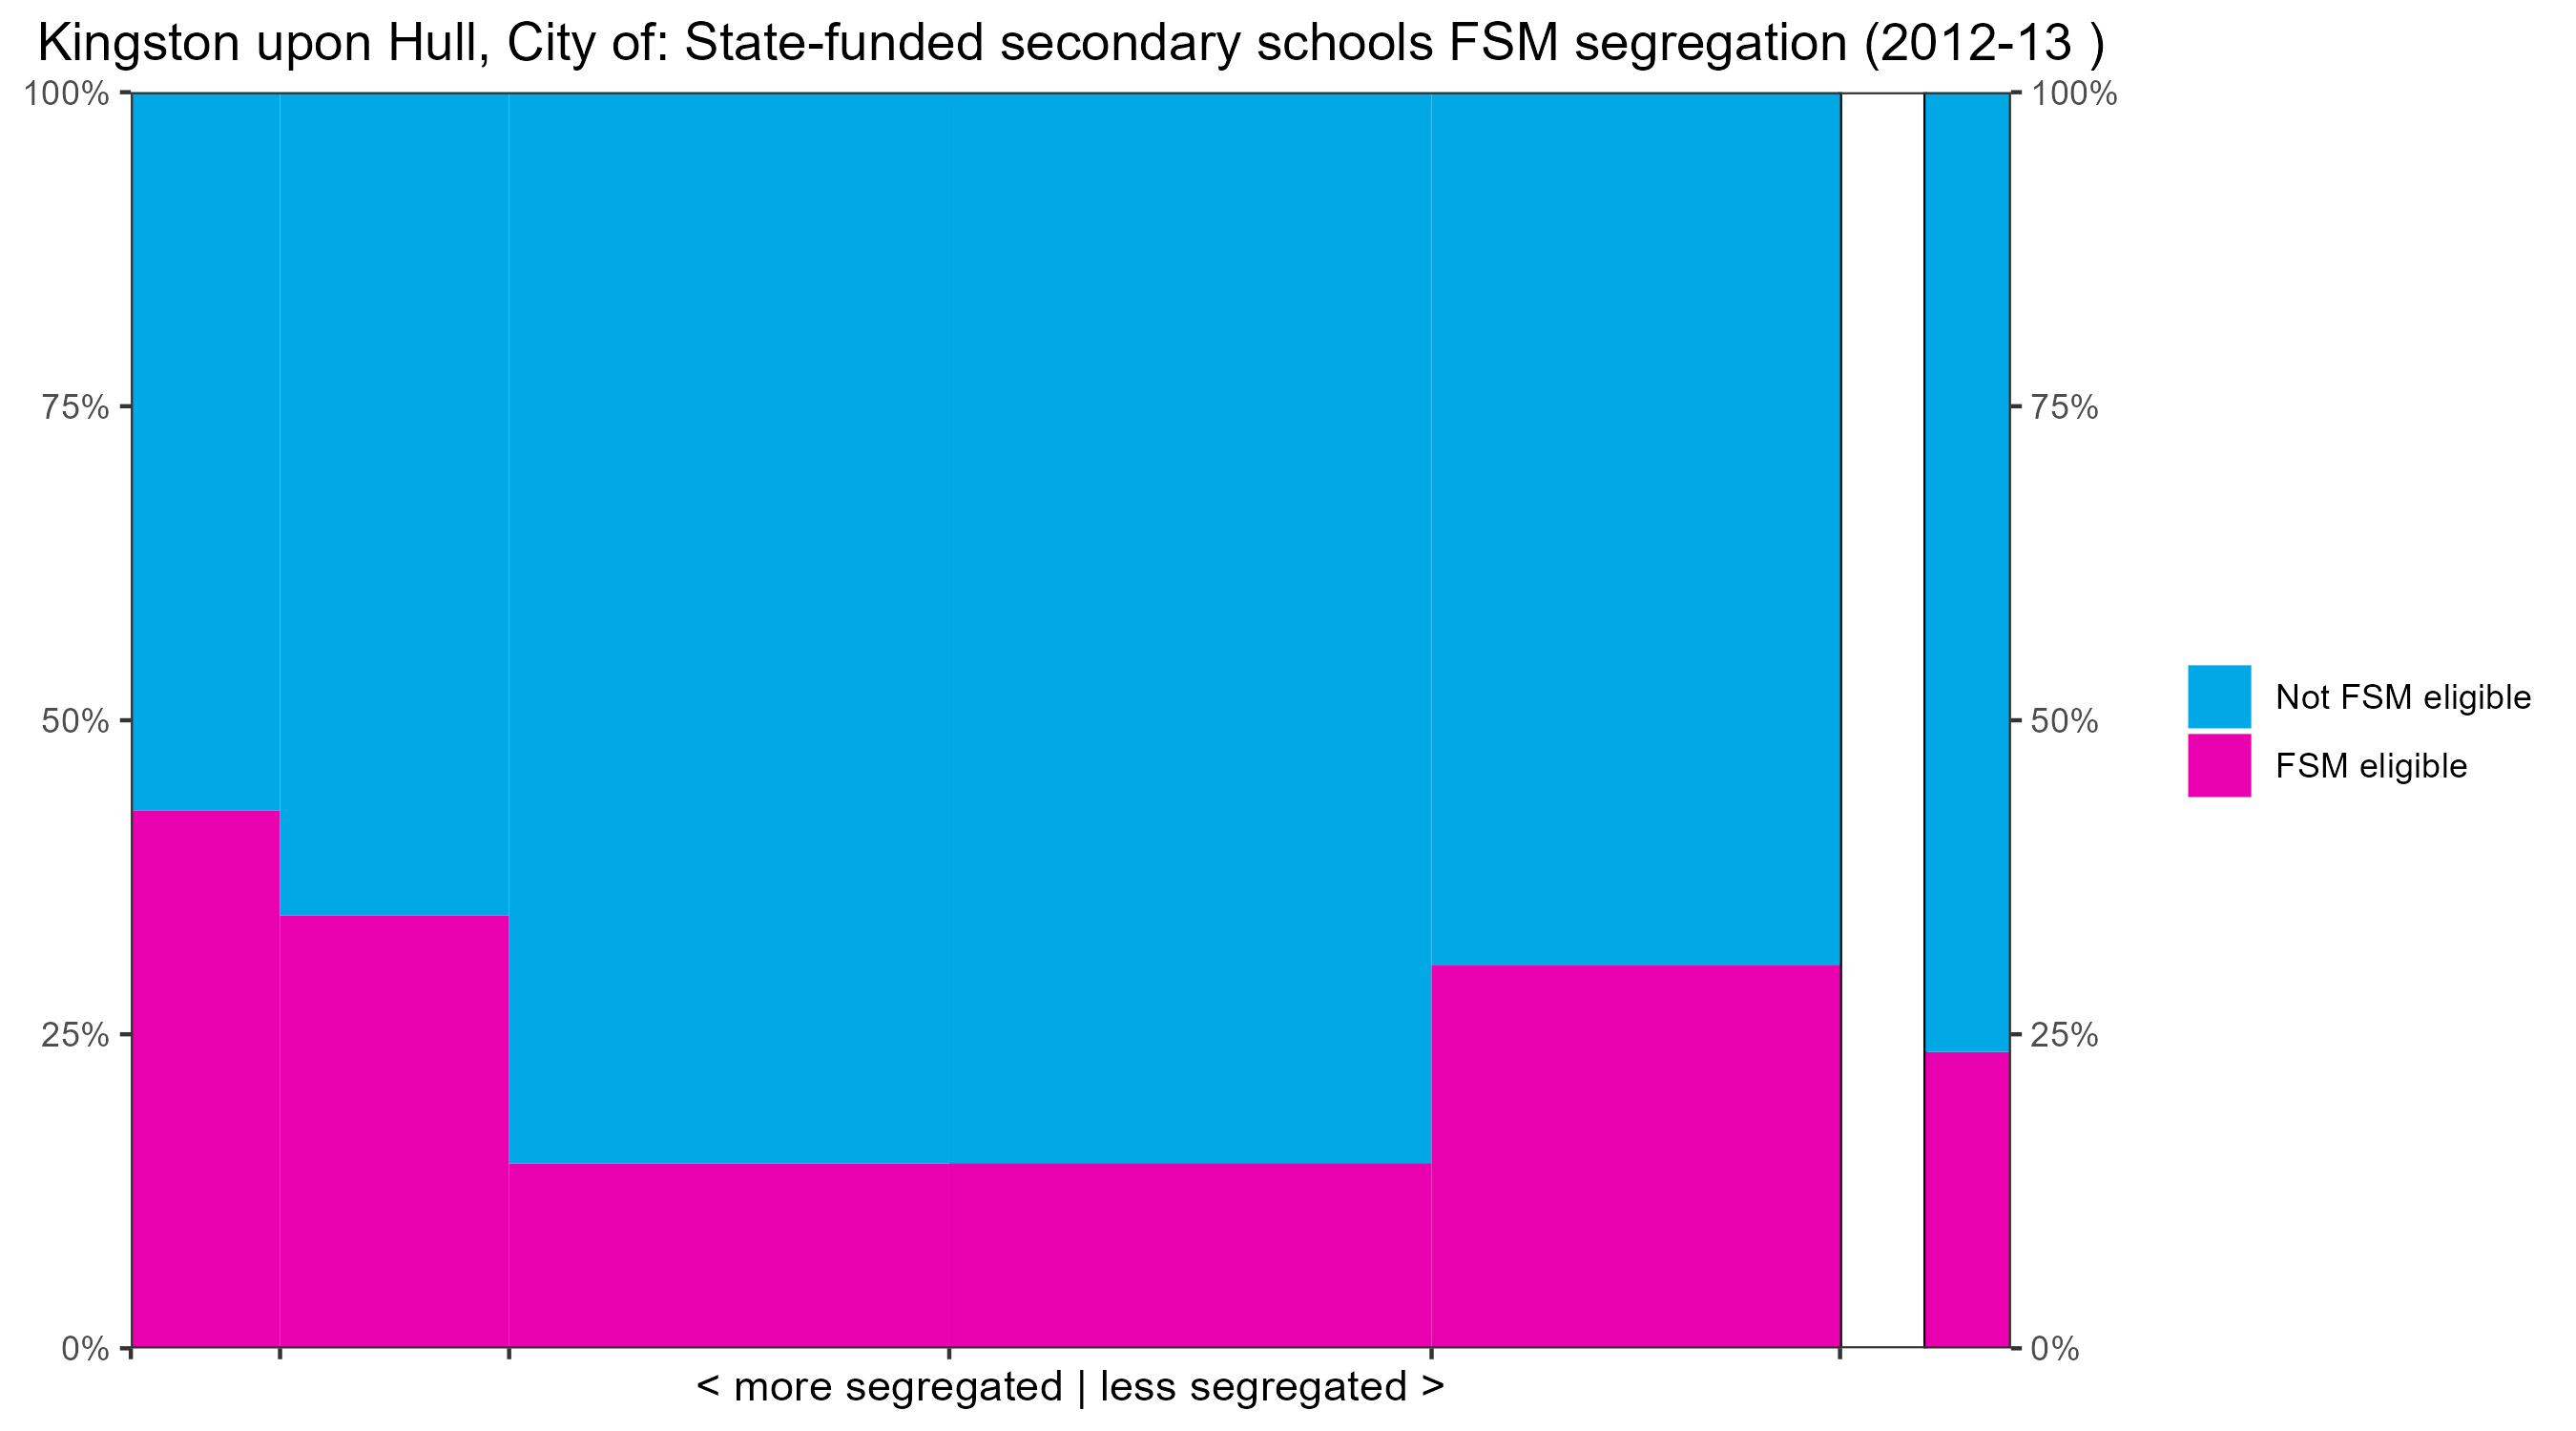 Kingston upon Hull, City of: State-funded secondary schools FSM segregation (2012-13 )
100%
75%
50%
25%
0%
100%
75%
50%
25%
0%
Not FSM eligible
FSM eligible
< more segregated | less segregated >